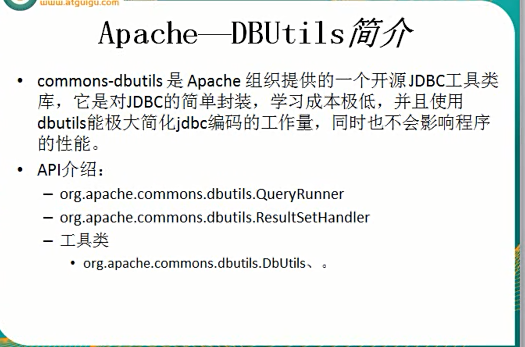 www.atguigu.com
Apache—DBUtils简介
• commons-dbutils 是 Apache 组织提供的一个开源 JDBC工具类
库，它是对JDBC的简单封装，学习成本极低，并且使用
dbutils能极大简化jdbc编码的工作量，同时也不会影响程序
的性能。
• API介绍：
– org.apache.commons.dbutils.QueryRunner
– org.apache.commons.dbutils.ResultSetHandler
– 工具类
• org.apache.commons.dbutils.DbUtils、。